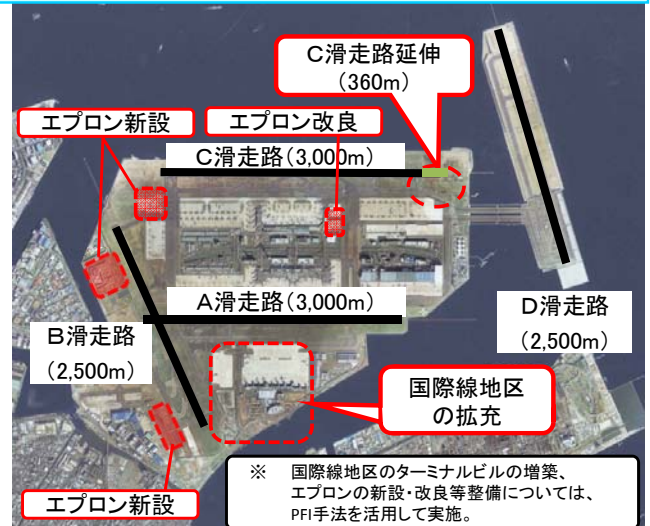 C滑走路延伸
(360m)
エプロン新設
エプロン改良
C滑走路(3,000m)
A滑走路(3,000m)
B滑走路
(2,500m)
D滑走路
(2,500m)
国際線地区
の拡充
エプロン新設
※ 国際線地区のターミナルビルの増築、
エプロンの新設・改良等整備については、
PFI手法を活用して実施。